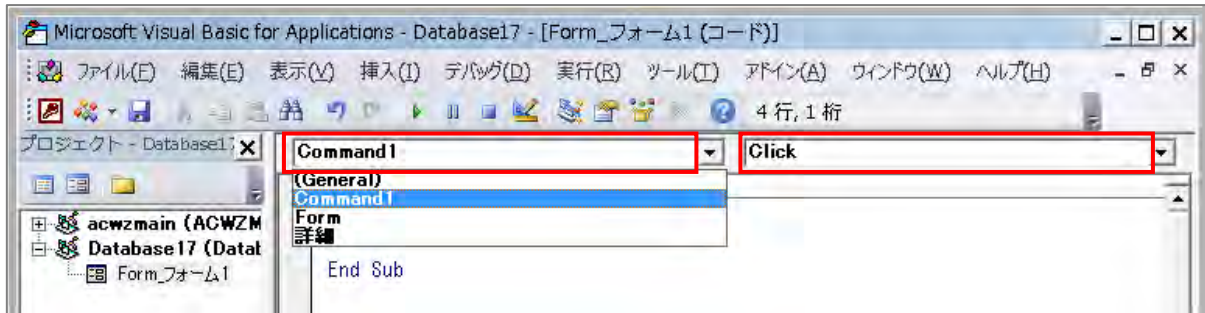 Microsoft Visual Basic for Applications - Database17 - [Form_フォーム1 (コード)]
ファイル(F) 編集(E) 表示(V) 挿入(I) デバッグ(D) 実行(R) ツール(T) アドイン(A) ウィンドウ(W) ヘルプ(H)
4 行, 1 桁
プロジェクト - Database17
Command1
Click
(General)
Command1
Form
詳細
acwzmain (ACWZM
Database17 (Datab
Form_フォーム1
End Sub